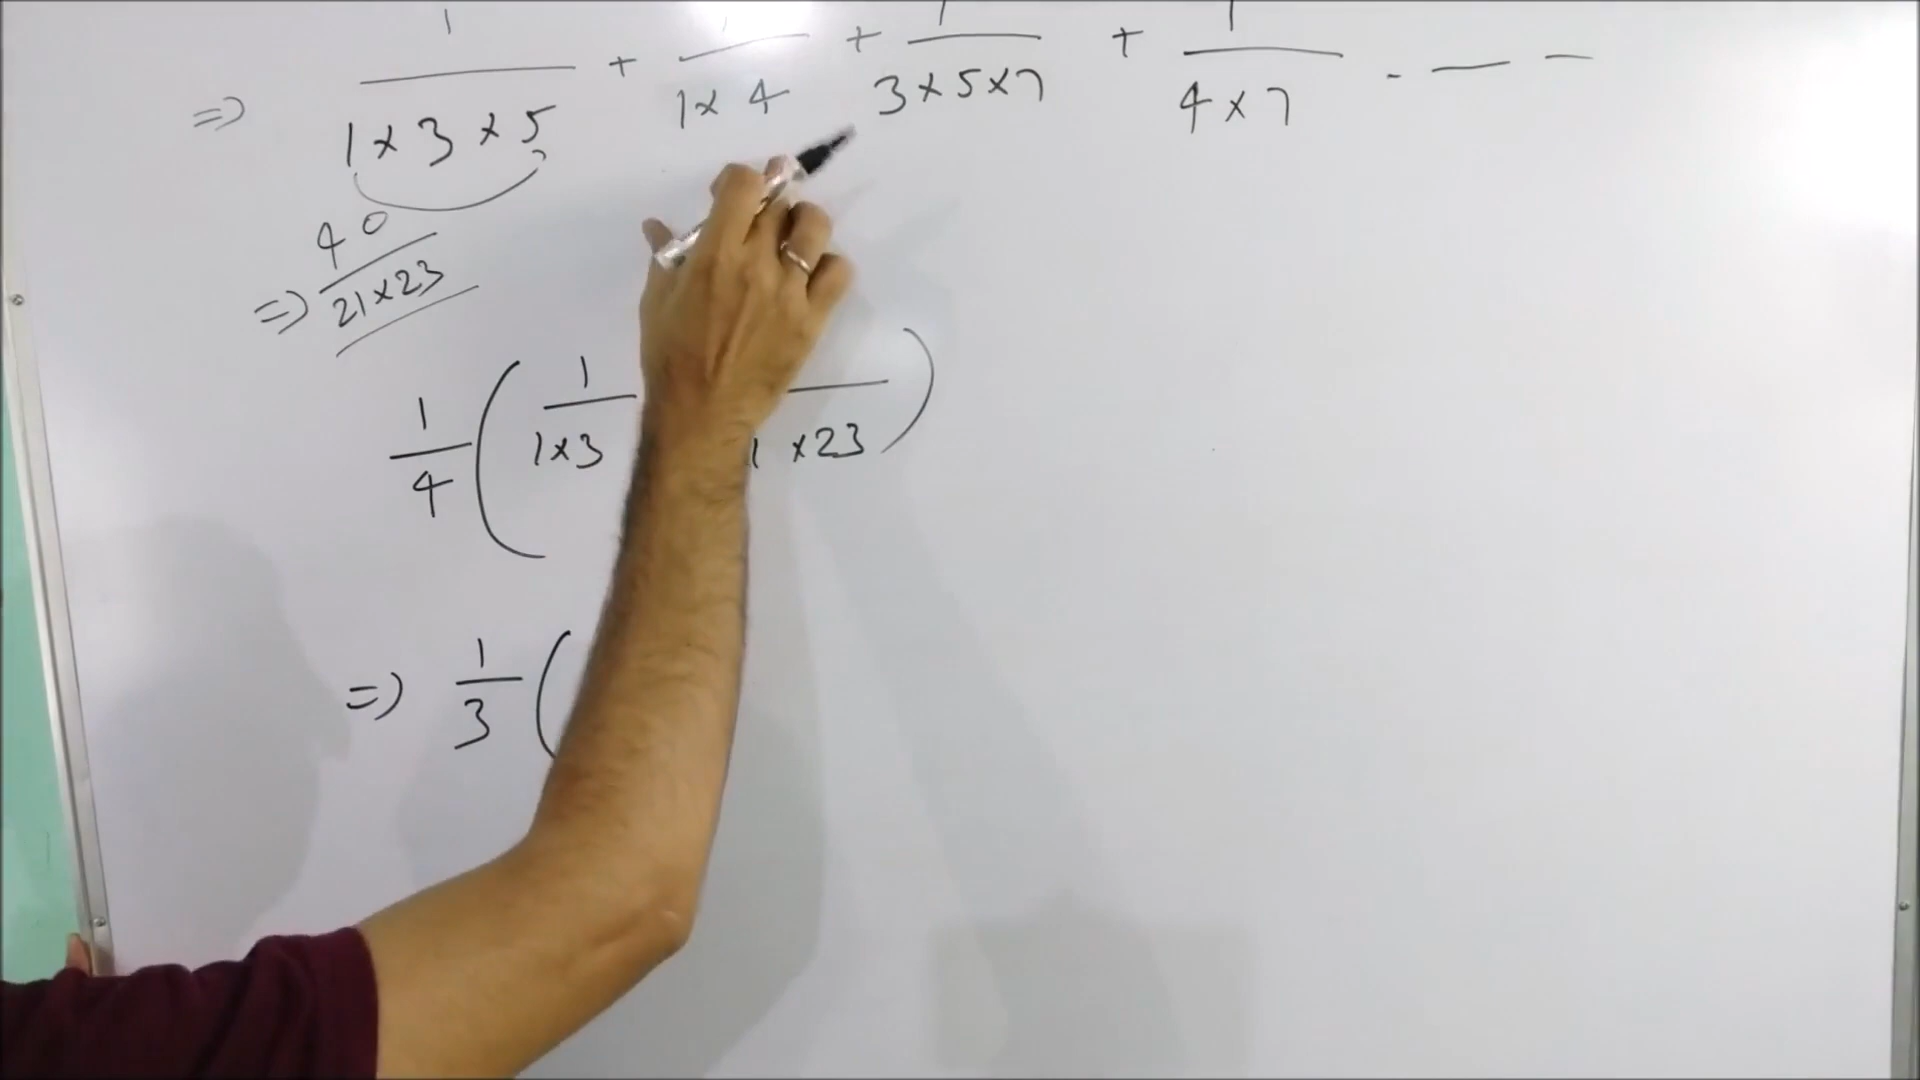 ⇒ 1/(1×3×5) + 1/(1×4) + 1/(3×5×7) + 1/(4×7) - — —
⇒ 40/(21×23)
1/4 ( 1/(1×3) 1×23 )
⇒ 1/3 (